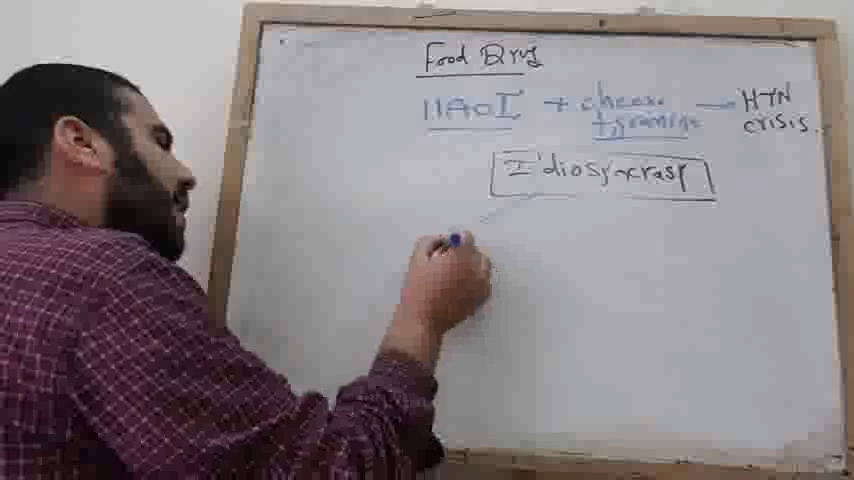 Food Drug
MAOI + cheese → HTN
tyramine crisis.
Idiosyncrasy